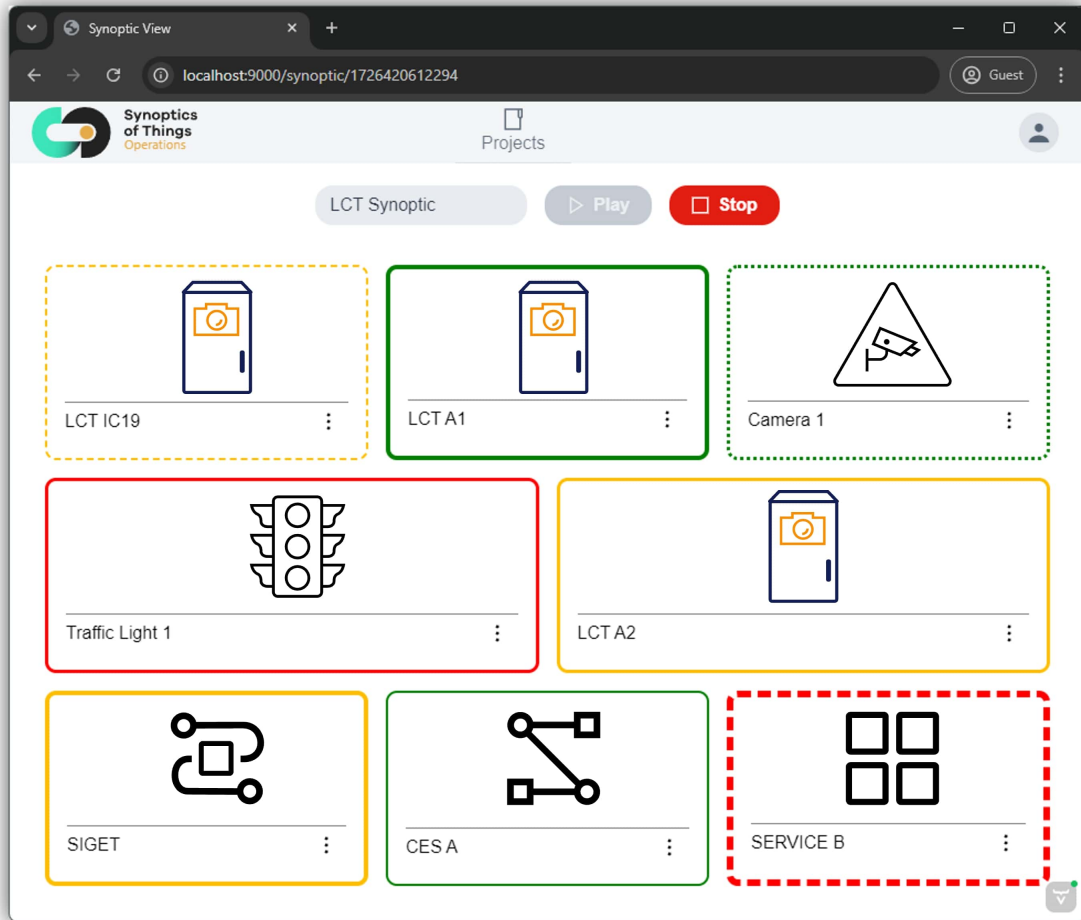 Synoptic View
localhost:9000/synoptic/1726420612294
Guest
Synoptics
of Things
Operations
Projects
LCT Synoptic
Play
Stop
LCT IC19
LCT A1
Camera 1
Traffic Light 1
LCT A2
SIGET
CES A
SERVICE B